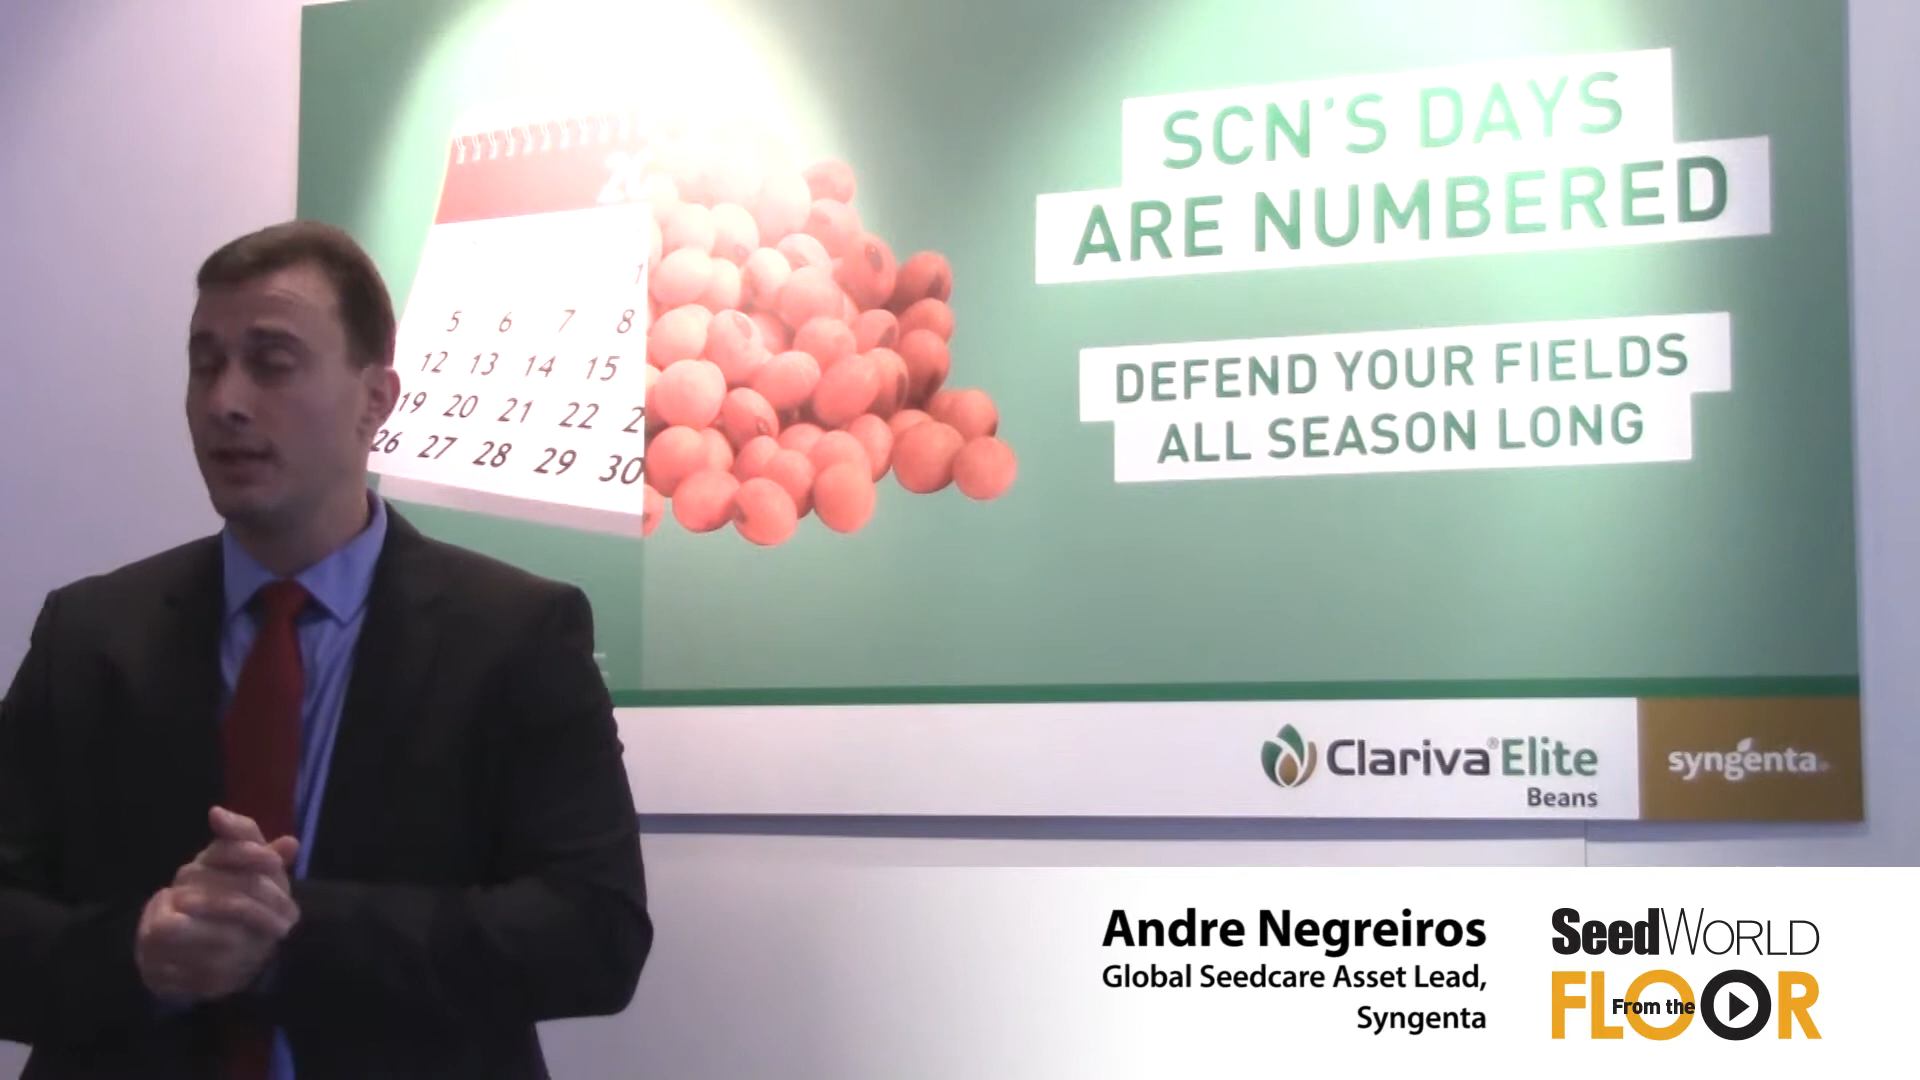 SCN'S DAYS
ARE NUMBERED
DEFEND YOUR FIELDS
ALL SEASON LONG
1
5 6 7 8
12 13 14 15
19 20 21 22 2
26 27 28 29 30
Clariva® Elite
Beans
syngenta
Andre Negreiros
Global Seedcare Asset Lead,
Syngenta
SeedWORLD
From the
FLOOR